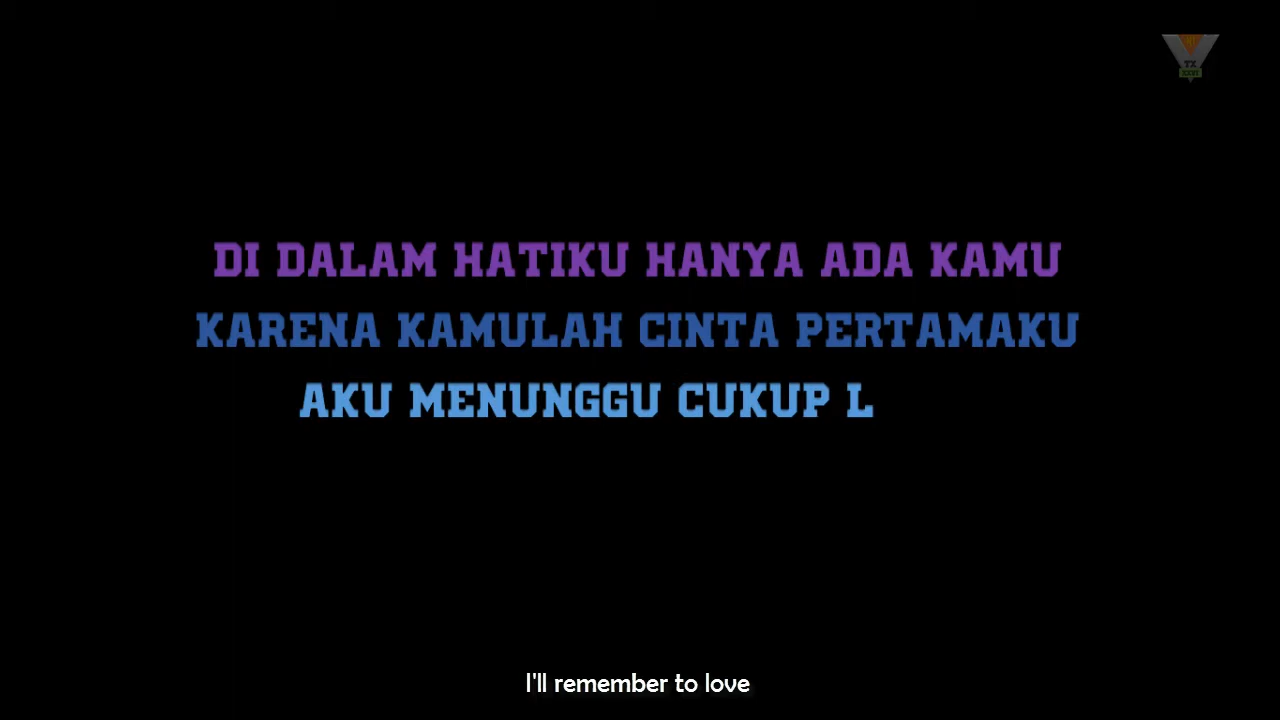 DI DALAM HATIKU HANYA ADA KAMU
KARENA KAMULAH CINTA PERTAMAKU
AKU MENUNGGU CUKUP L
I'll remember to love